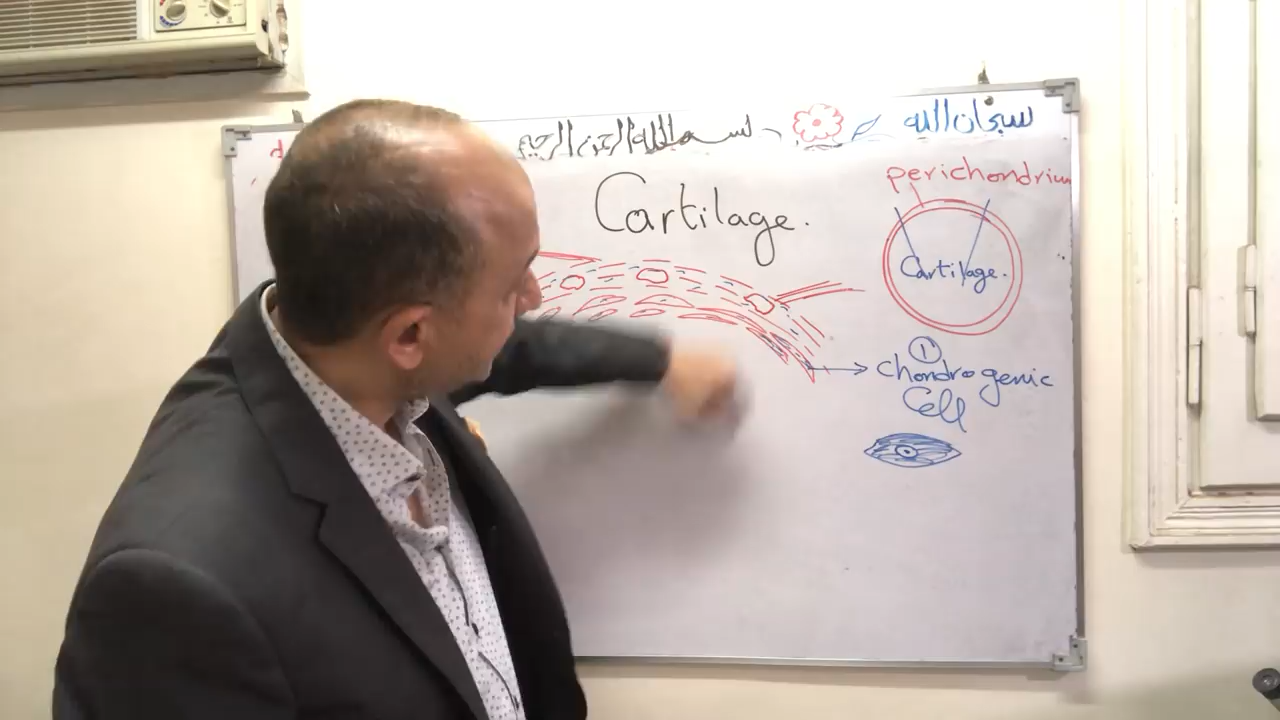 بسم الله الرحمن الرحيم
سبحان الله
Cartilage.
perichondrium
Cartilage.
1
chondrogenic
Cell